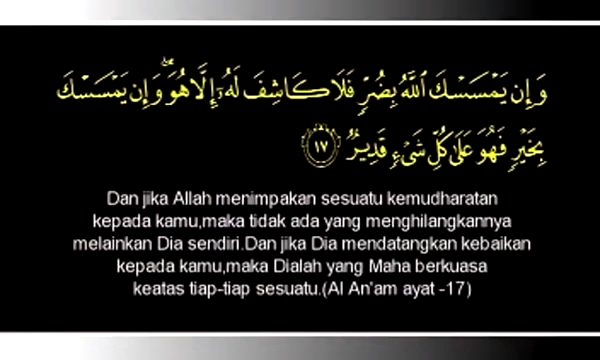 وَإِن يَمْسَسْكَ ٱللَّهُ بِضُرٍّ فَلَا كَاشِفَ لَهُۥٓ إِلَّا هُوَ ۖ وَإِن يَمْسَسْكَ
بِخَيْرٍ فَهُوَ عَلَىٰ كُلِّ شَىْءٍ قَدِيرٌ ١٧
Dan jika Allah menimpakan sesuatu kemudharatan
kepada kamu,maka tidak ada yang menghilangkannya
melainkan Dia sendiri.Dan jika Dia mendatangkan kebaikan
kepada kamu,maka Dialah yang Maha berkuasa
keatas tiap-tiap sesuatu.(Al An'am ayat -17)